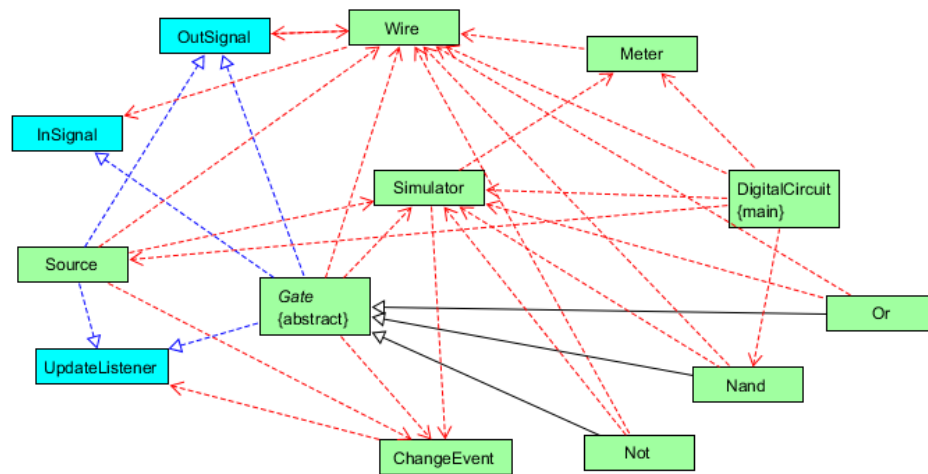 Wire
OutSignal
Meter
InSignal
Simulator
DigitalCircuit
{main}
Source
Gate
{abstract}
Or
UpdateListener
Nand
ChangeEvent
Not